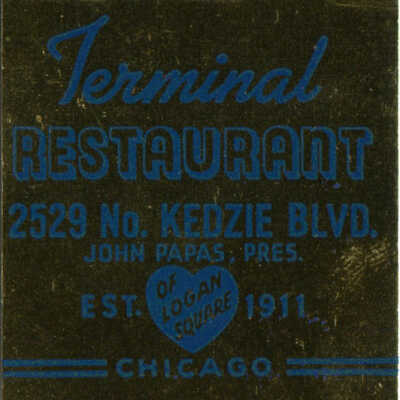 Terminal
RESTAURANT
2529 No. KEDZIE BLVD.
JOHN PAPAS, PRES.
EST. 1911
OF
LOGAN
SQUARE
CHICAGO